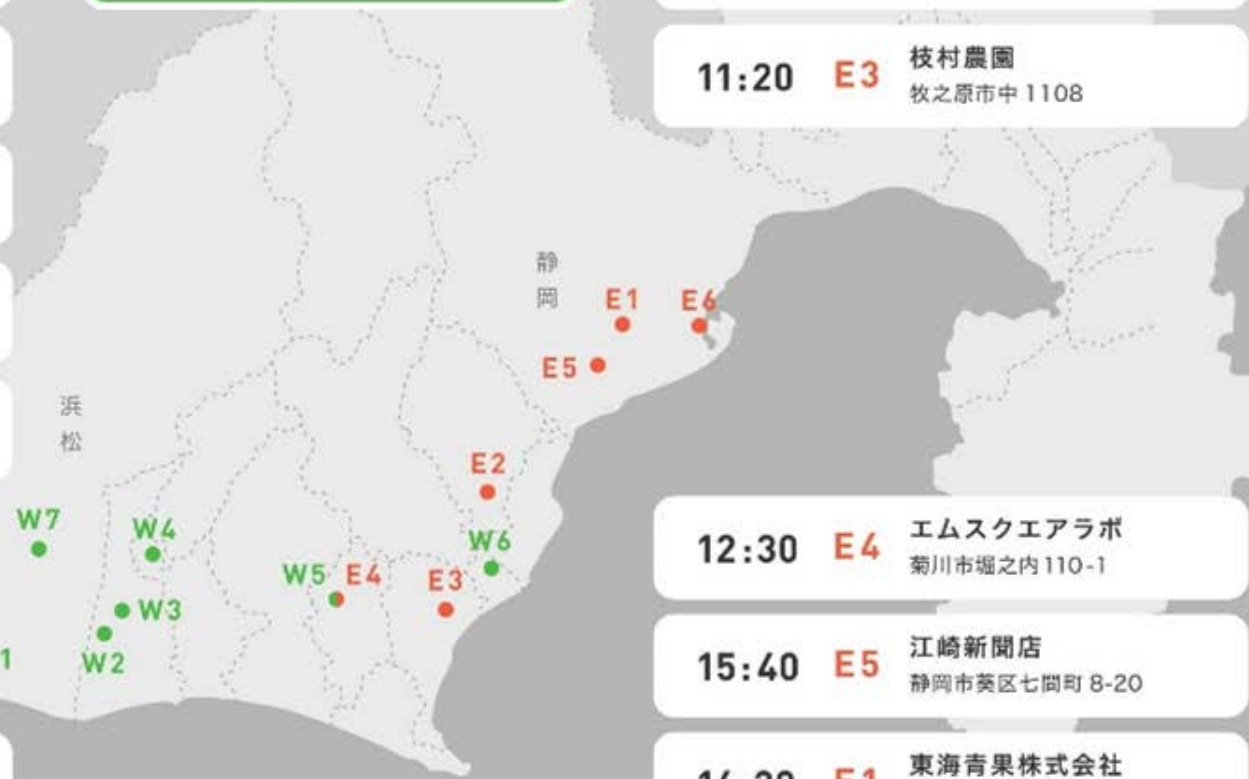 11:20 E3 枝村農園
牧之原市中 1108
静岡
E1
E6
E5
浜松
E2
W7
W4
W6
W5
E4
E3
W3
W2
1
12:30 E4 エムスクエアラボ
菊川市堀之内 110-1
15:40 E5 江崎新聞店
静岡市葵区七間町 8-20
E1 東海青果株式会社